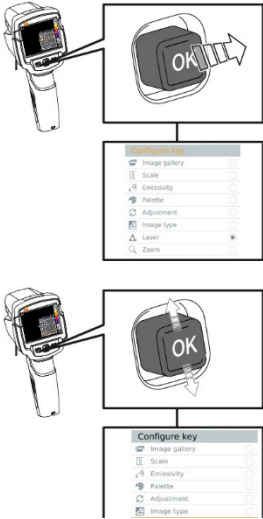 OK
Configure key
Image gallery
Scale
Emissivity
Palette
Adjustment
Image type
Laser
Zoom
OK
Configure key
Image gallery
Scale
Emissivity
Palette
Adjustment
Image type